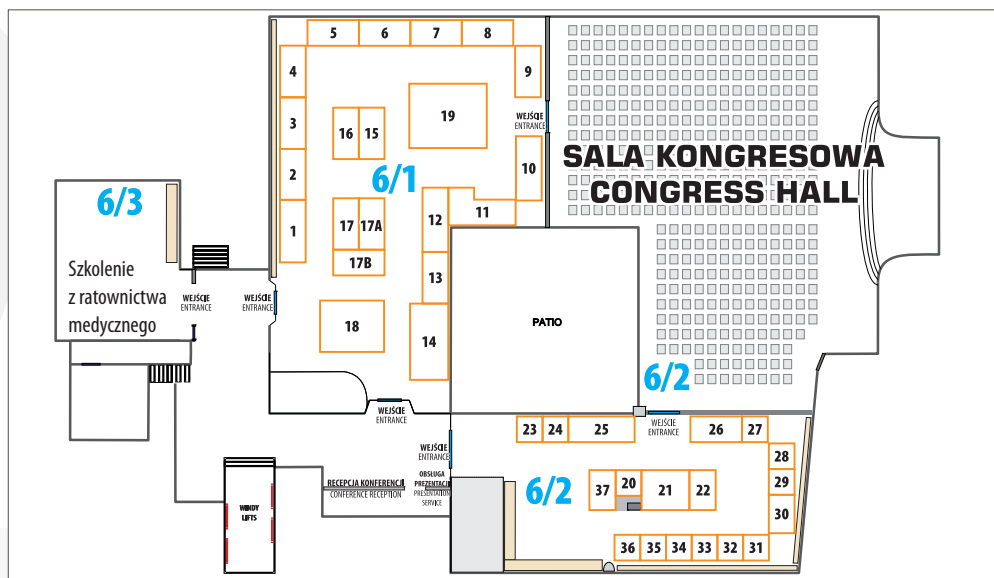 5 6 7 8
4
9
3
19
16 15
WEJŚCIE
ENTRANCE
SALA KONGRESOWA
CONGRESS HALL
10
2
6/1
6/3
12
11
1
17 17A
17B
13
Szkolenie
z ratownictwa
medycznego
WEJŚCIE
ENTRANCE
WEJŚCIE
ENTRANCE
18
14
PATIO
6/2
WEJŚCIE
ENTRANCE
23 24 25
WEJŚCIE
ENTRANCE
26 27
WEJŚCIE
ENTRANCE
28
29
30
RECEPCJA KONFERENCJI
CONFERENCE RECEPTION
OBSŁUGA
PREZENTACJI
PRESENTATION
SERVICE
6/2
37 20 21 22
WINDY
LIFTS
36 35 34 33 32 31